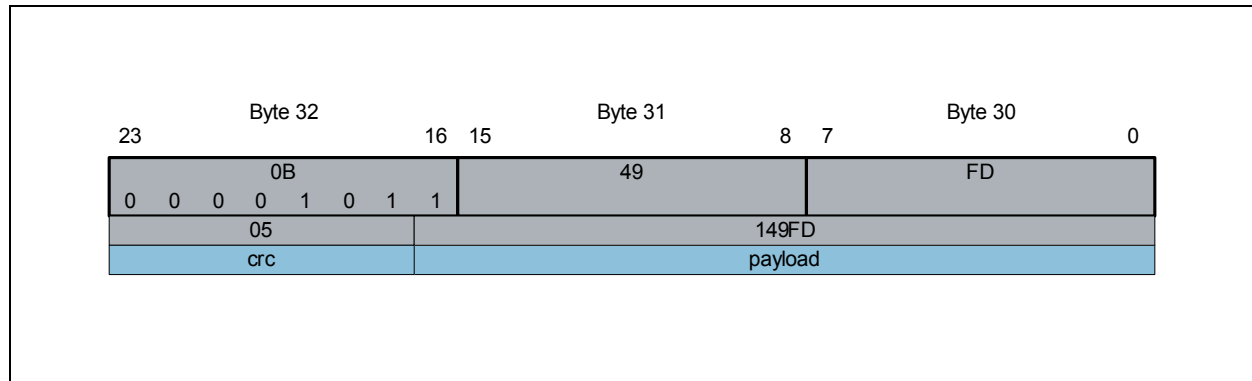 Byte 32 Byte 31 Byte 30
23 16 15 8 7 0
0B 49 FD
0 0 0 0 1 0 1 1
05 149FD
crc payload